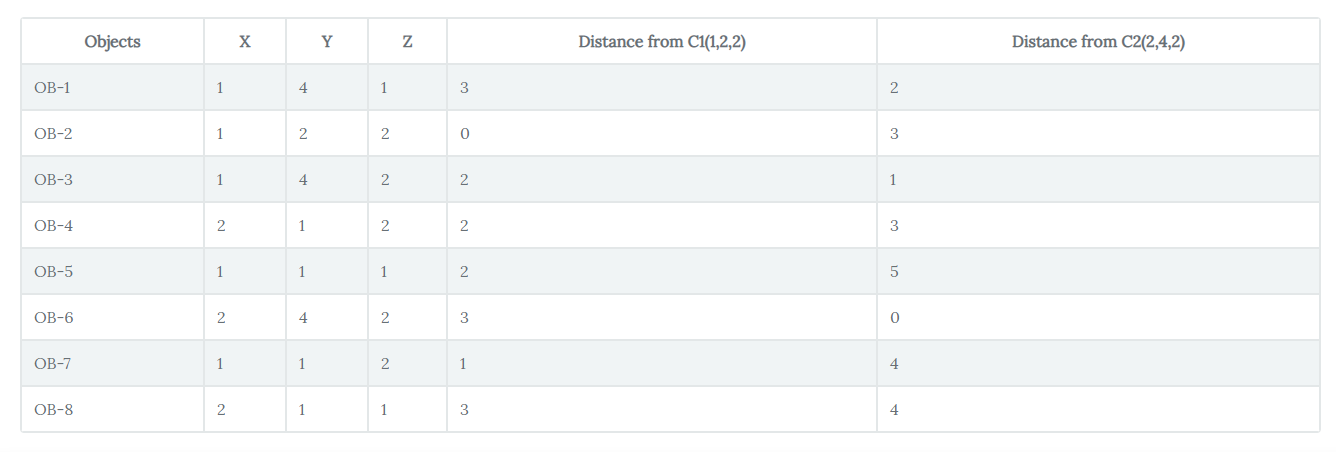 Objects X Y Z Distance from C1(1,2,2) Distance from C2(2,4,2)
OB-1 1 4 1 3 2
OB-2 1 2 2 0 3
OB-3 1 4 2 2 1
OB-4 2 1 2 2 3
OB-5 1 1 1 2 5
OB-6 2 4 2 3 0
OB-7 1 1 2 1 4
OB-8 2 1 1 3 4